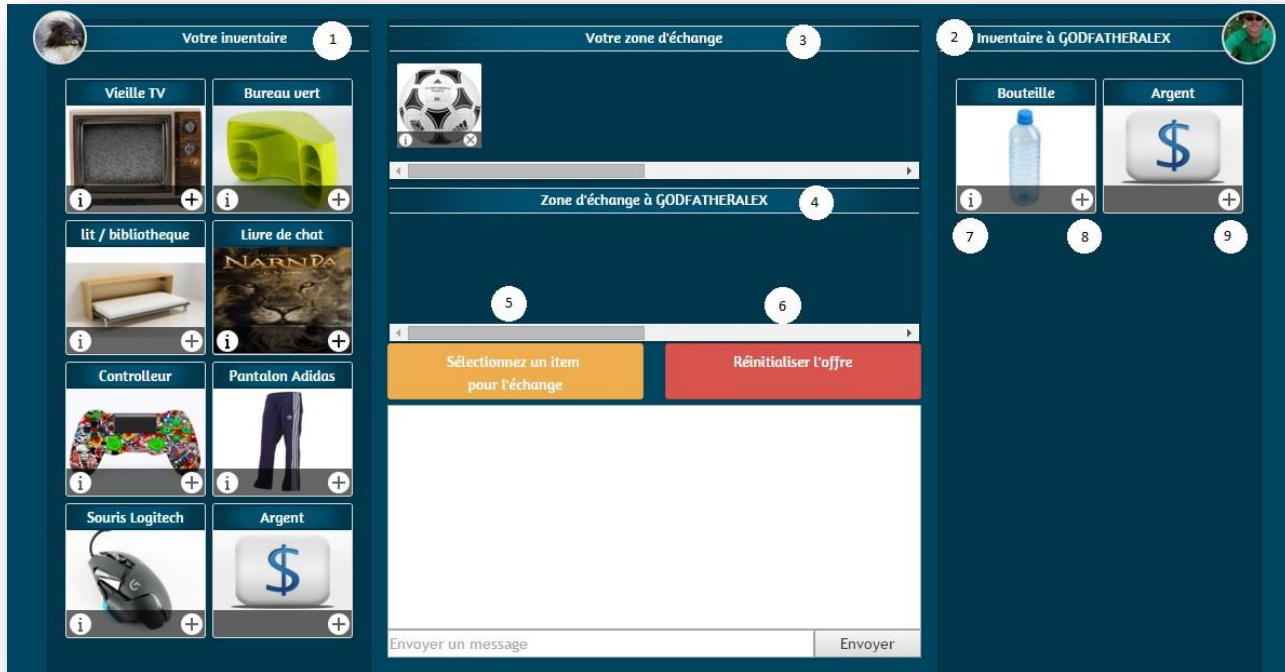 Votre inventaire
1
Vieille TV
Bureau vert
i
+
i
+
lit / bibliotheque
Livre de chat
NARNIA
i
+
i
+
Controlleur
Pantalon Adidas
i
+
i
+
Souris Logitech
Argent
G
$
i
+
+
Votre zone d'échange
3
i
Zone d'échange à GODFATHERALEX
4
5
6
Sélectionnez un item
pour l'échange
Réinitialiser l'offre
Envoyer un message
Envoyer
2
Inventaire à GODFATHERALEX
Bouteille
Argent
$
i
+
+
7
8
9